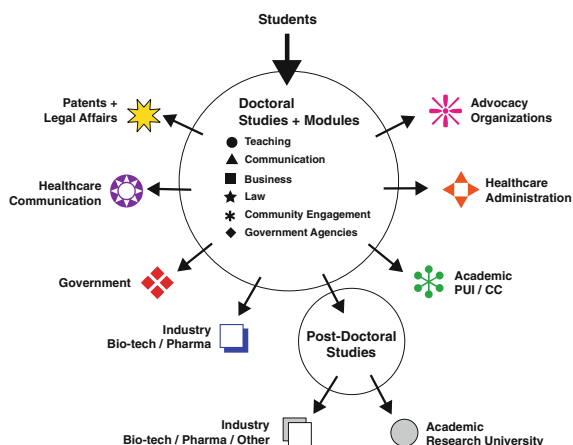 Students
Doctoral
Studies + Modules
Teaching
Communication
Business
Law
Community Engagement
Government Agencies
Patents +
Legal Affairs
Advocacy
Organizations
Healthcare
Communication
Healthcare
Administration
Government
Academic
PUI / CC
Industry
Bio-tech / Pharma
Post-Doctoral
Studies
Industry
Bio-tech / Pharma / Other
Academic
Research University